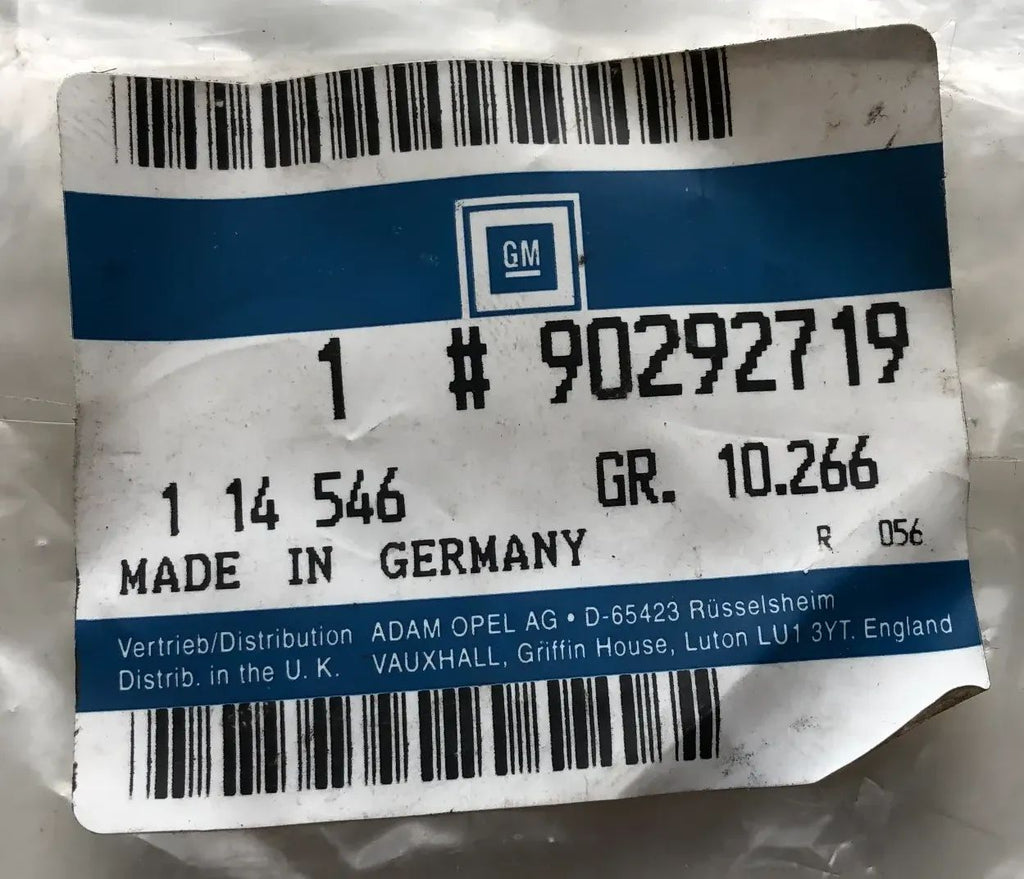 GM
1 # 90292719
1 14 546 GR. 10.266
MADE IN GERMANY R 056
Vertrieb/Distribution ADAM OPEL AG • D-65423 Rüsselsheim
Distrib. in the U. K. VAUXHALL, Griffin House, Luton LU1 3YT. England